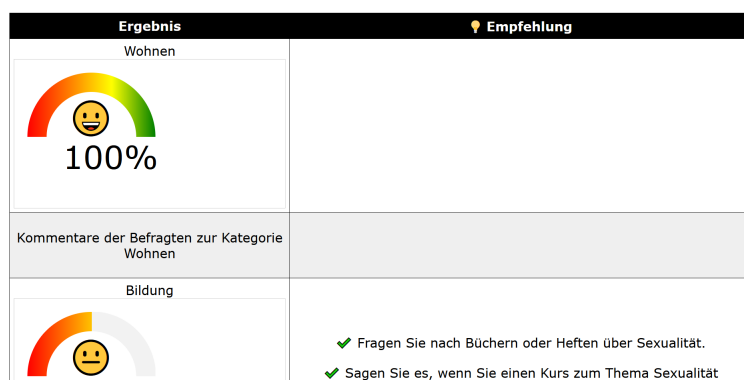 Ergebnis
Empfehlung
Wohnen
100%
Kommentare der Befragten zur Kategorie
Wohnen
Bildung
Fragen Sie nach Büchern oder Heften über Sexualität.
Sagen Sie es, wenn Sie einen Kurs zum Thema Sexualität